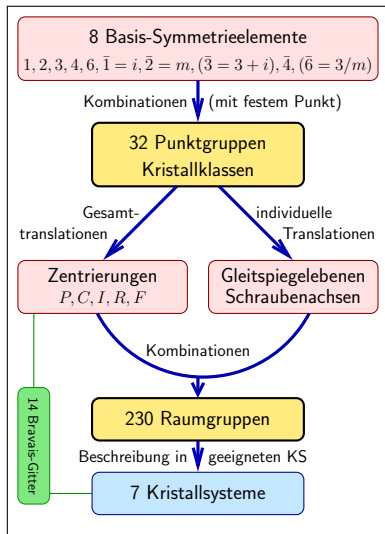 8 Basis-Symmetrieelemente
1, 2, 3, 4, 6, 1̄ = i, 2̄ = m, (3̄ = 3 + i), 4̄, (6̄ = 3/m)
Kombinationen (mit festem Punkt)
32 Punktgruppen
Kristallklassen
Gesamt-
translationen
individuelle
Translationen
Zentrierungen
P, C, I, R, F
Gleitspiegelebenen
Schraubenachsen
Kombinationen
14 Bravais-Gitter
230 Raumgruppen
Beschreibung in geeigneten KS
7 Kristallsysteme